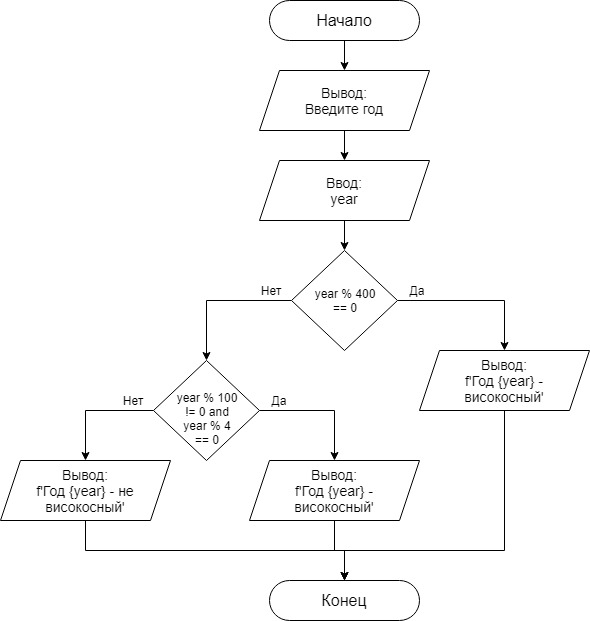 Начало
Вывод:
Введите год
Ввод:
year
Нет
year % 400
== 0
Да
Вывод:
f'Год {year} -
високосный'
Нет
year % 100
!= 0 and
year % 4
== 0
Да
Вывод:
f'Год {year} - не
високосный'
Вывод:
f'Год {year} -
високосный'
Конец